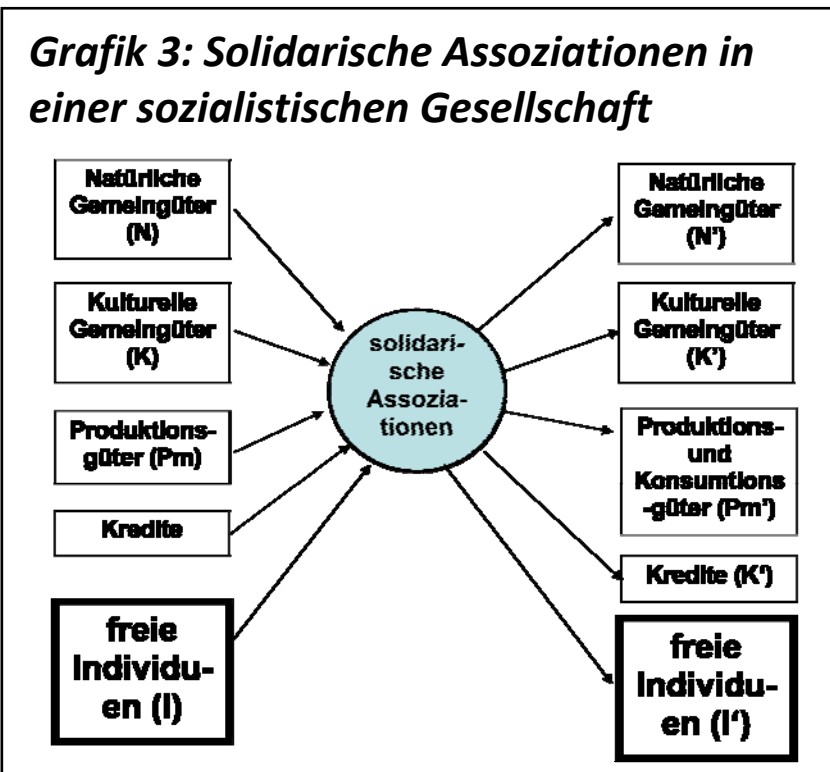 Grafik 3: Solidarische Assoziationen in
einer sozialistischen Gesellschaft
Natürliche
Gemeingüter
(N)
Kulturelle
Gemeingüter
(K)
Produktions-
güter (Pm)
Kredite
freie
Individu-
en (I)
solidari-
sche
Assozia-
tionen
Natürliche
Gemeingüter
(N’)
Kulturelle
Gemeingüter
(K’)
Produktions-
und
Konsumtions
-güter (Pm’)
Kredite (K‘)
freie
Individu-
en (I‘)